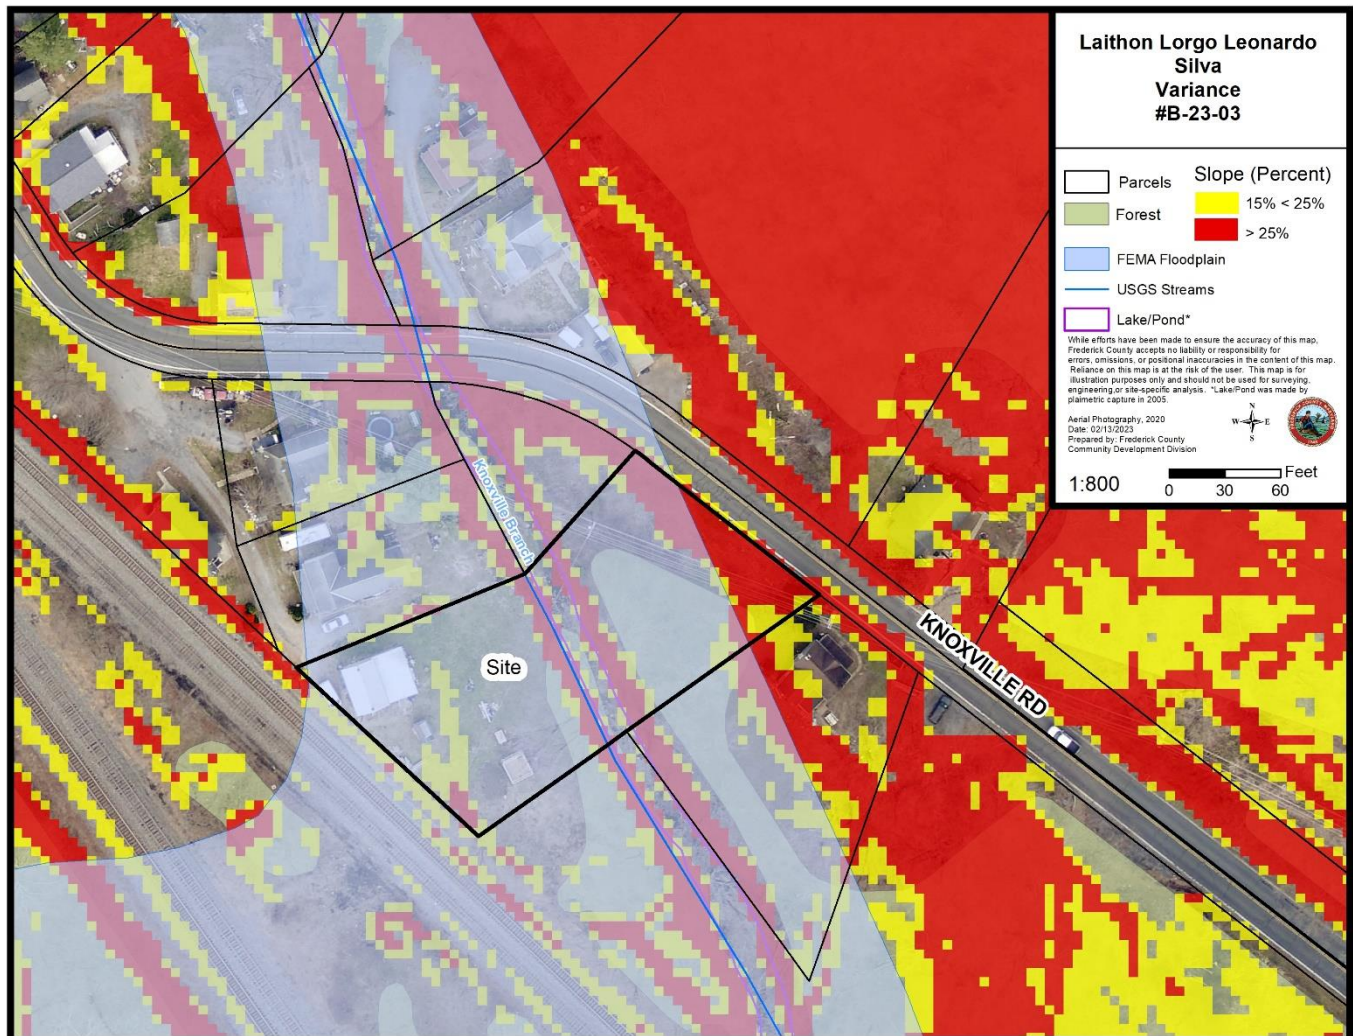 Laithon Lorgo Leonardo
Silva
Variance
#B-23-03
Parcels
Forest
FEMA Floodplain
USGS Streams
Lake/Pond*
Slope (Percent)
15% < 25%
> 25%
While efforts have been made to ensure the accuracy of this map,
Frederick County accepts no liability or responsibility for
errors, omissions, or positional inaccuracies in the content of this map.
Reliance on this map is at the risk of the user. This map is for
illustration purposes only and should not be used for surveying,
engineering,or site-specific analysis. *Lake/Pond was made by
plaimetric capture in 2005.
Aerial Photography, 2020
Date: 02/13/2023
Prepared by: Frederick County
Community Development Division
N
W E
S
1:800
Feet
0 30 60
Knoxville Branch
Site
KNOXVILLE RD